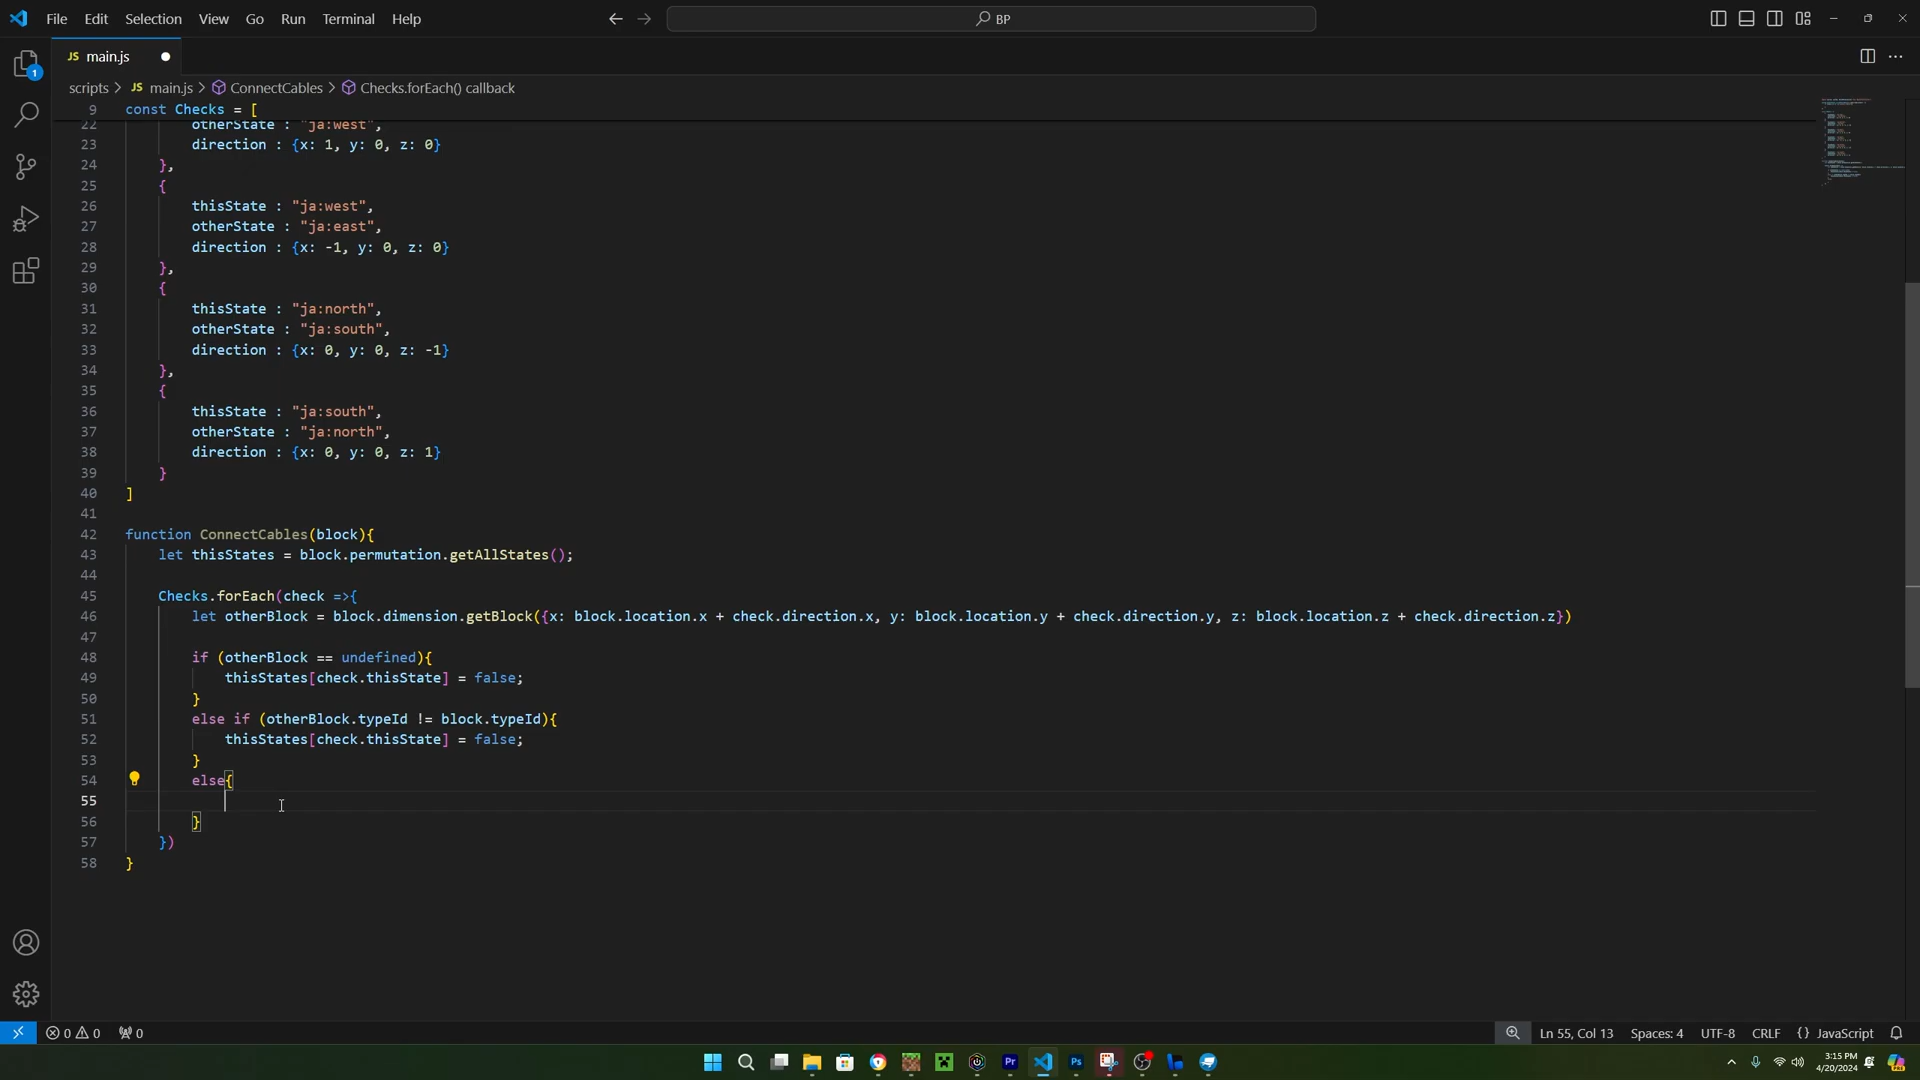 File Edit Selection View Go Run Terminal Help
BP
JS main.js
scripts > JS main.js > ConnectCables > Checks.forEach() callback
1
9 const Checks = [
22 otherState : "ja:west",
23 direction : {x: 1, y: 0, z: 0}
24 },
25 {
26 thisState : "ja:west",
27 otherState : "ja:east",
28 direction : {x: -1, y: 0, z: 0}
29 },
30 {
31 thisState : "ja:north",
32 otherState : "ja:south",
33 direction : {x: 0, y: 0, z: -1}
34 },
35 {
36 thisState : "ja:south",
37 otherState : "ja:north",
38 direction : {x: 0, y: 0, z: 1}
39 }
40 ]
41
42 function ConnectCables(block){
43 let thisStates = block.permutation.getAllStates();
44
45 Checks.forEach(check =>{
46 let otherBlock = block.dimension.getBlock({x: block.location.x + check.direction.x, y: block.location.y + check.direction.y, z: block.location.z + check.direction.z})
47
48 if (otherBlock == undefined){
49 thisStates[check.thisState] = false;
50 }
51 else if (otherBlock.typeId != block.typeId){
52 thisStates[check.thisState] = false;
53 }
54 else{
55
56 }
57 })
58 }
0 0 0 Ln 55, Col 13 Spaces: 4 UTF-8 CRLF {} JavaScript
Pr Ps
3:15 PM
4/20/2024